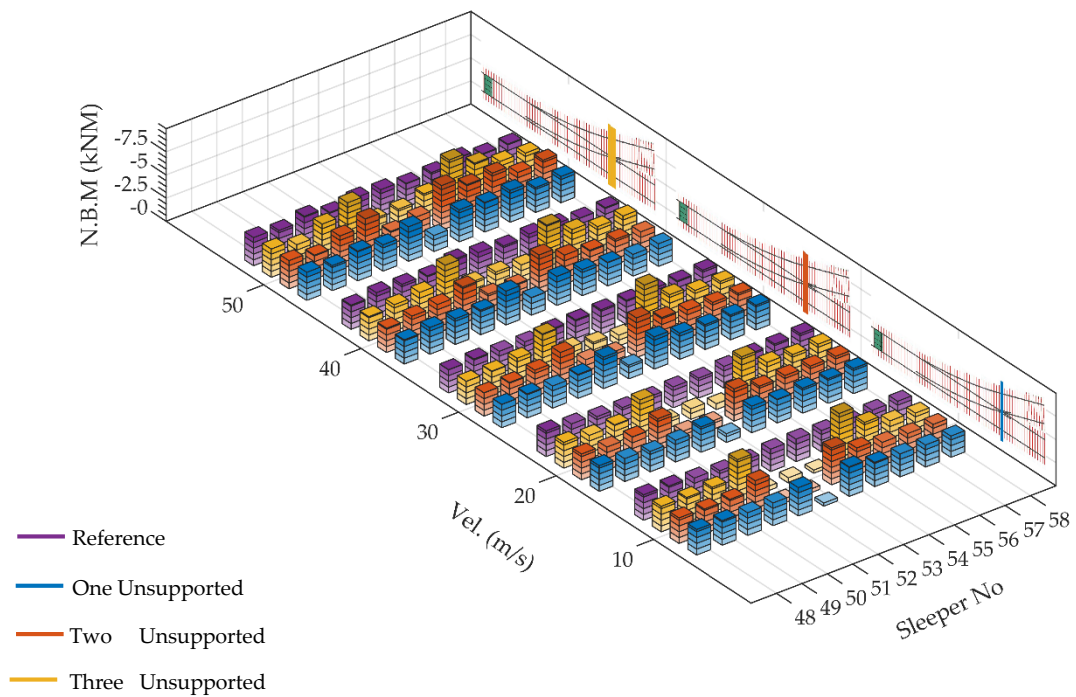 N.B.M (kNM)
-7.5
-5
-2.5
-0
50
40
30
20
10
Vel. (m/s)
48
49
50
51
52
53
54
55
56
57
58
Sleeper No
Reference
One Unsupported
Two Unsupported
Three Unsupported